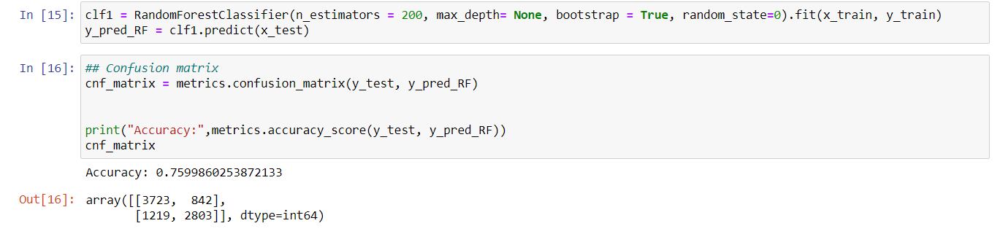 In [15]: clf1 = RandomForestClassifier(n_estimators = 200, max_depth= None, bootstrap = True, random_state=0).fit(x_train, y_train)
y_pred_RF = clf1.predict(x_test)
In [16]: ## Confusion matrix
cnf_matrix = metrics.confusion_matrix(y_test, y_pred_RF)
print("Accuracy:",metrics.accuracy_score(y_test, y_pred_RF))
cnf_matrix
Accuracy: 0.7599860253872133
Out[16]: array([[3723,  842],
       [1219, 2803]], dtype=int64)